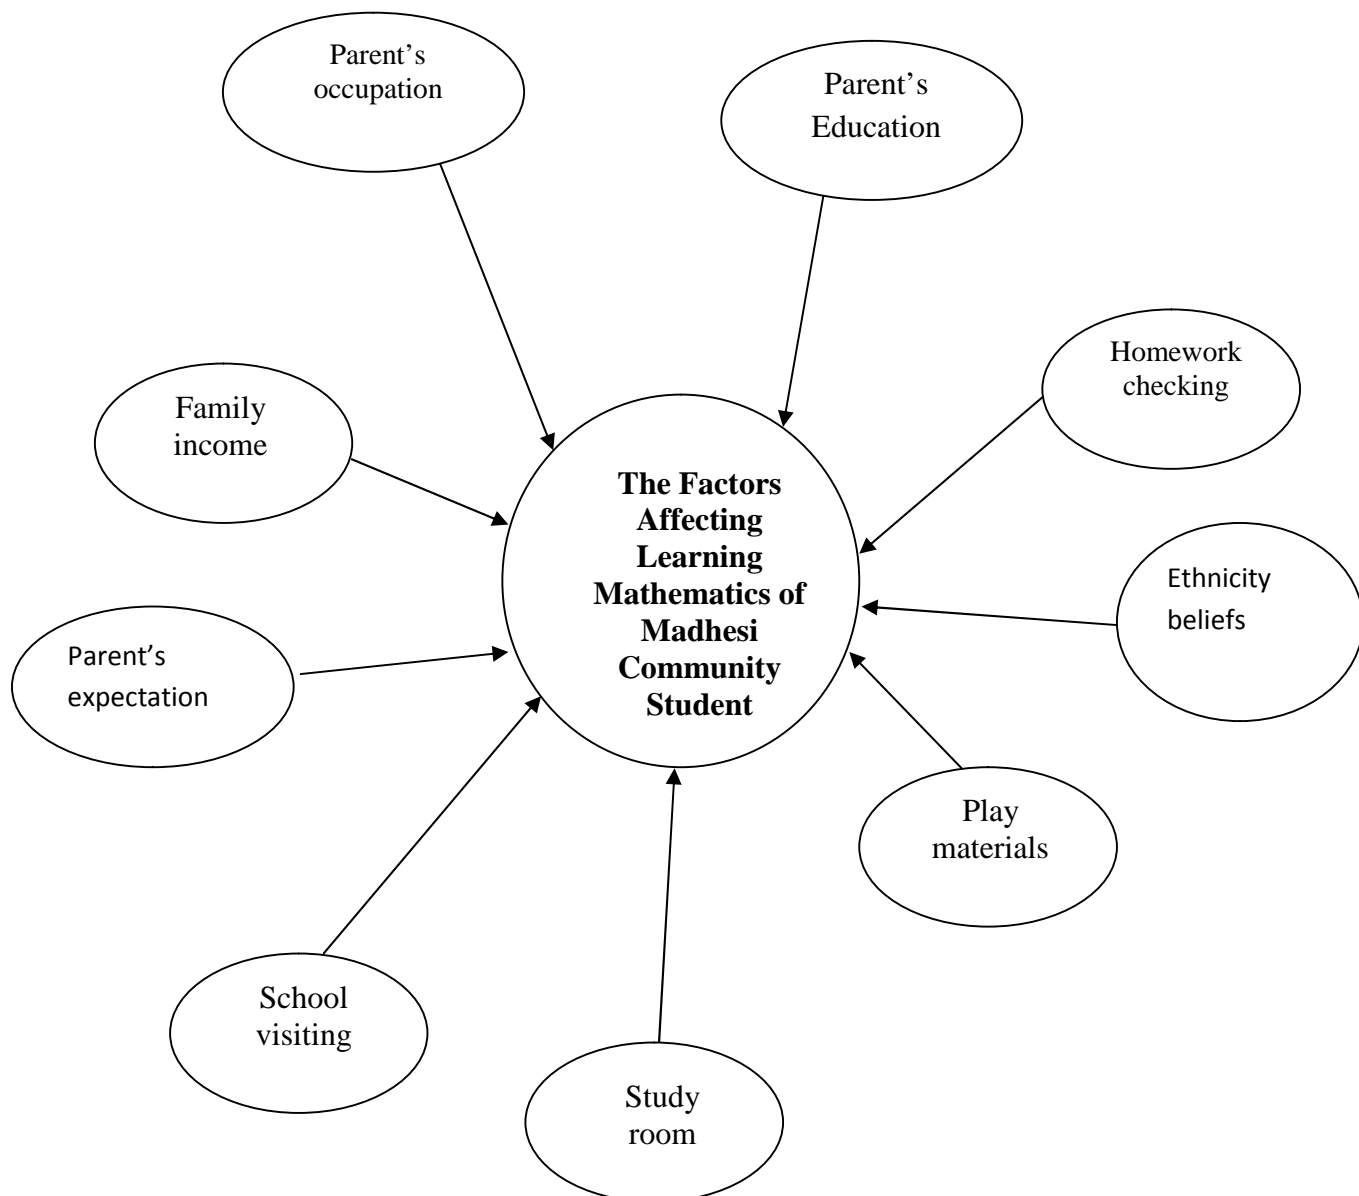 Parent’s
occupation
Parent’s
Education
Homework
checking
Family
income
The Factors
Affecting
Learning
Mathematics of
Madhesi
Community
Student
Ethnicity
beliefs
Parent’s
expectation
Play
materials
School
visiting
Study
room